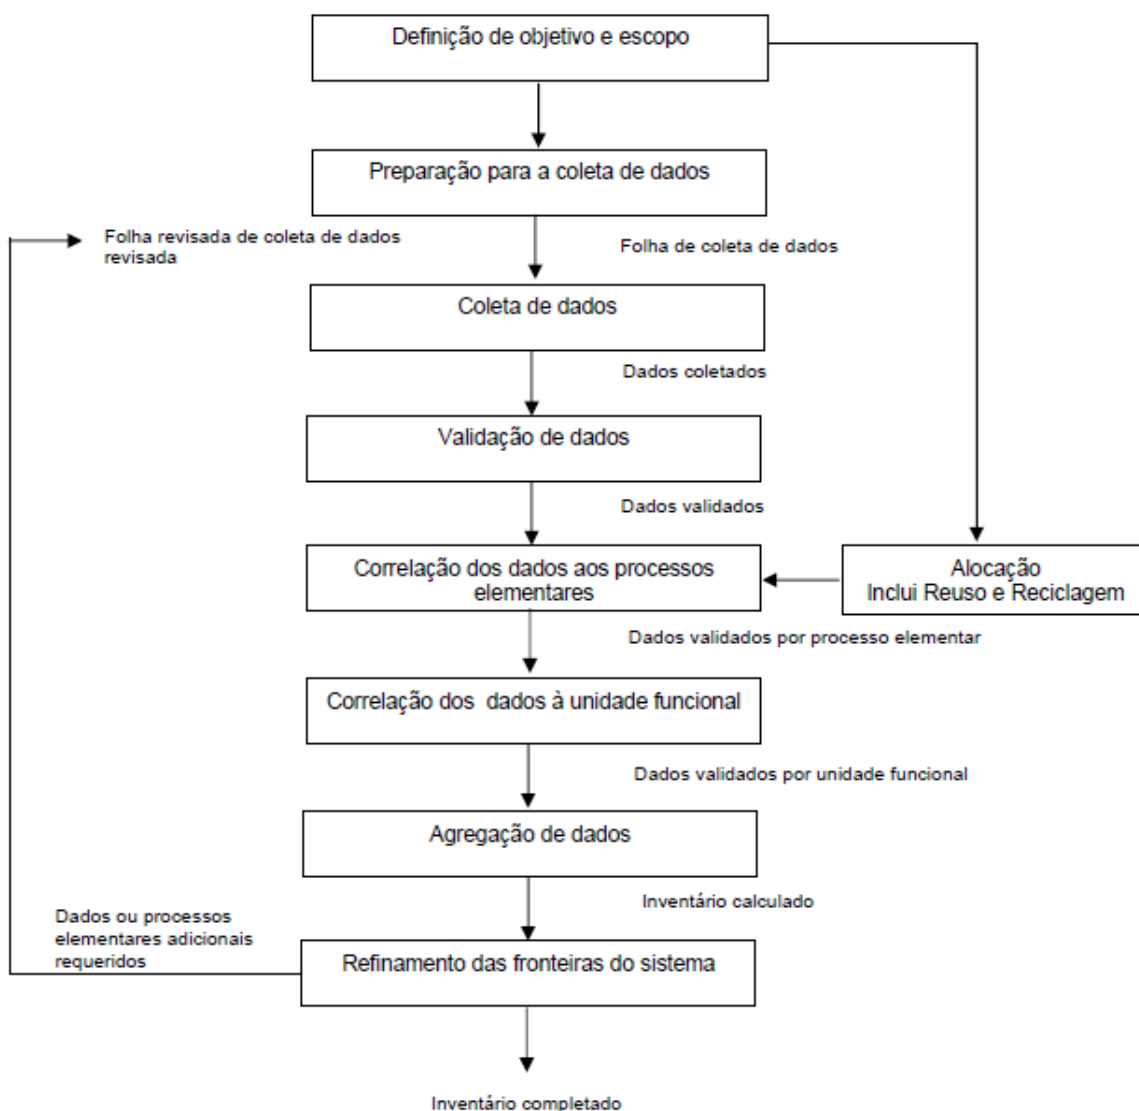 Definição de objetivo e escopo
Preparação para a coleta de dados
Folha revisada de coleta de dados
revisada
Folha de coleta de dados
Coleta de dados
Dados coletados
Validação de dados
Dados validados
Correlação dos dados aos processos
elementares
Alocação
Inclui Reuso e Reciclagem
Dados validados por processo elementar
Correlação dos dados à unidade funcional
Dados validados por unidade funcional
Agregação de dados
Inventário calculado
Dados ou processos
elementares adicionais
requeridos
Refinamento das fronteiras do sistema
Inventário completado